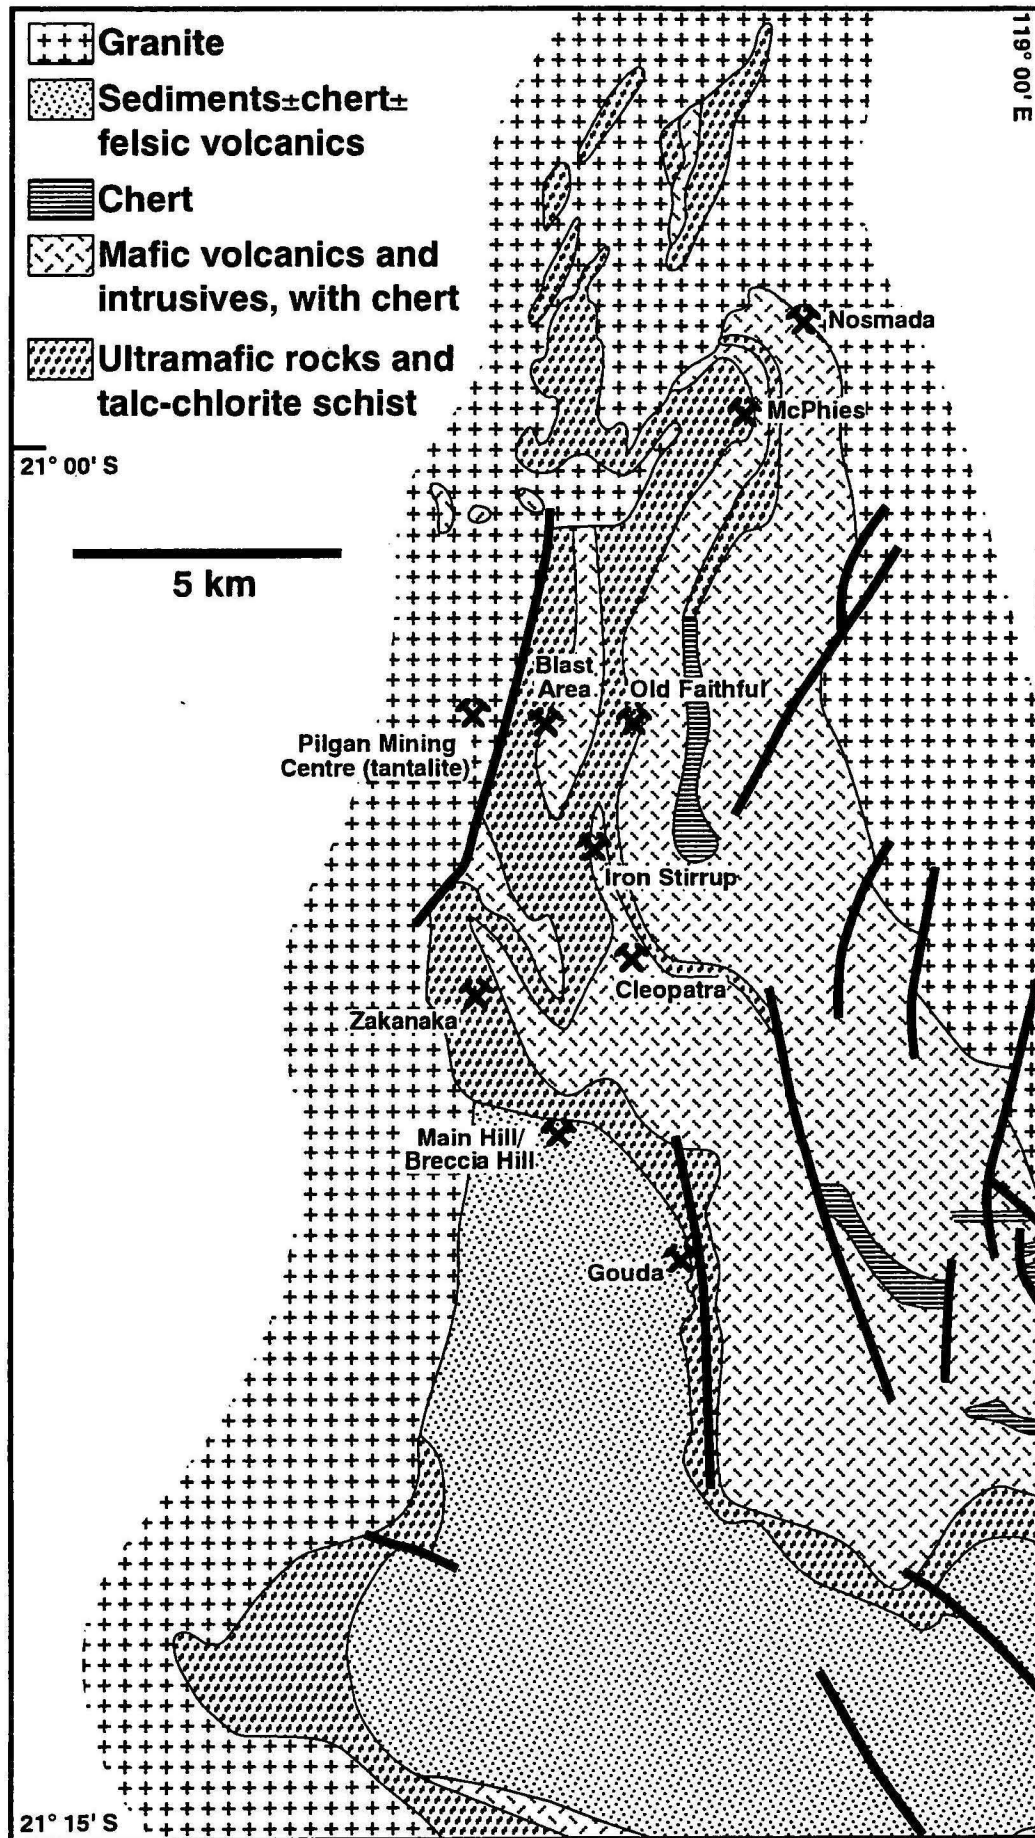 Granite
Sediments±chert±
felsic volcanics
Chert
Mafic volcanics and
intrusives, with chert
Ultramafic rocks and
talc-chlorite schist
119° 00' E
Nosmada
McPhies
21° 00' S
5 km
Blast
Area
Old Faithful
Pilgan Mining
Centre (tantalite)
Iron Stirrup
Cleopatra
Zakanaka
Main Hill/
Breccia Hill
Gouda
21° 15' S